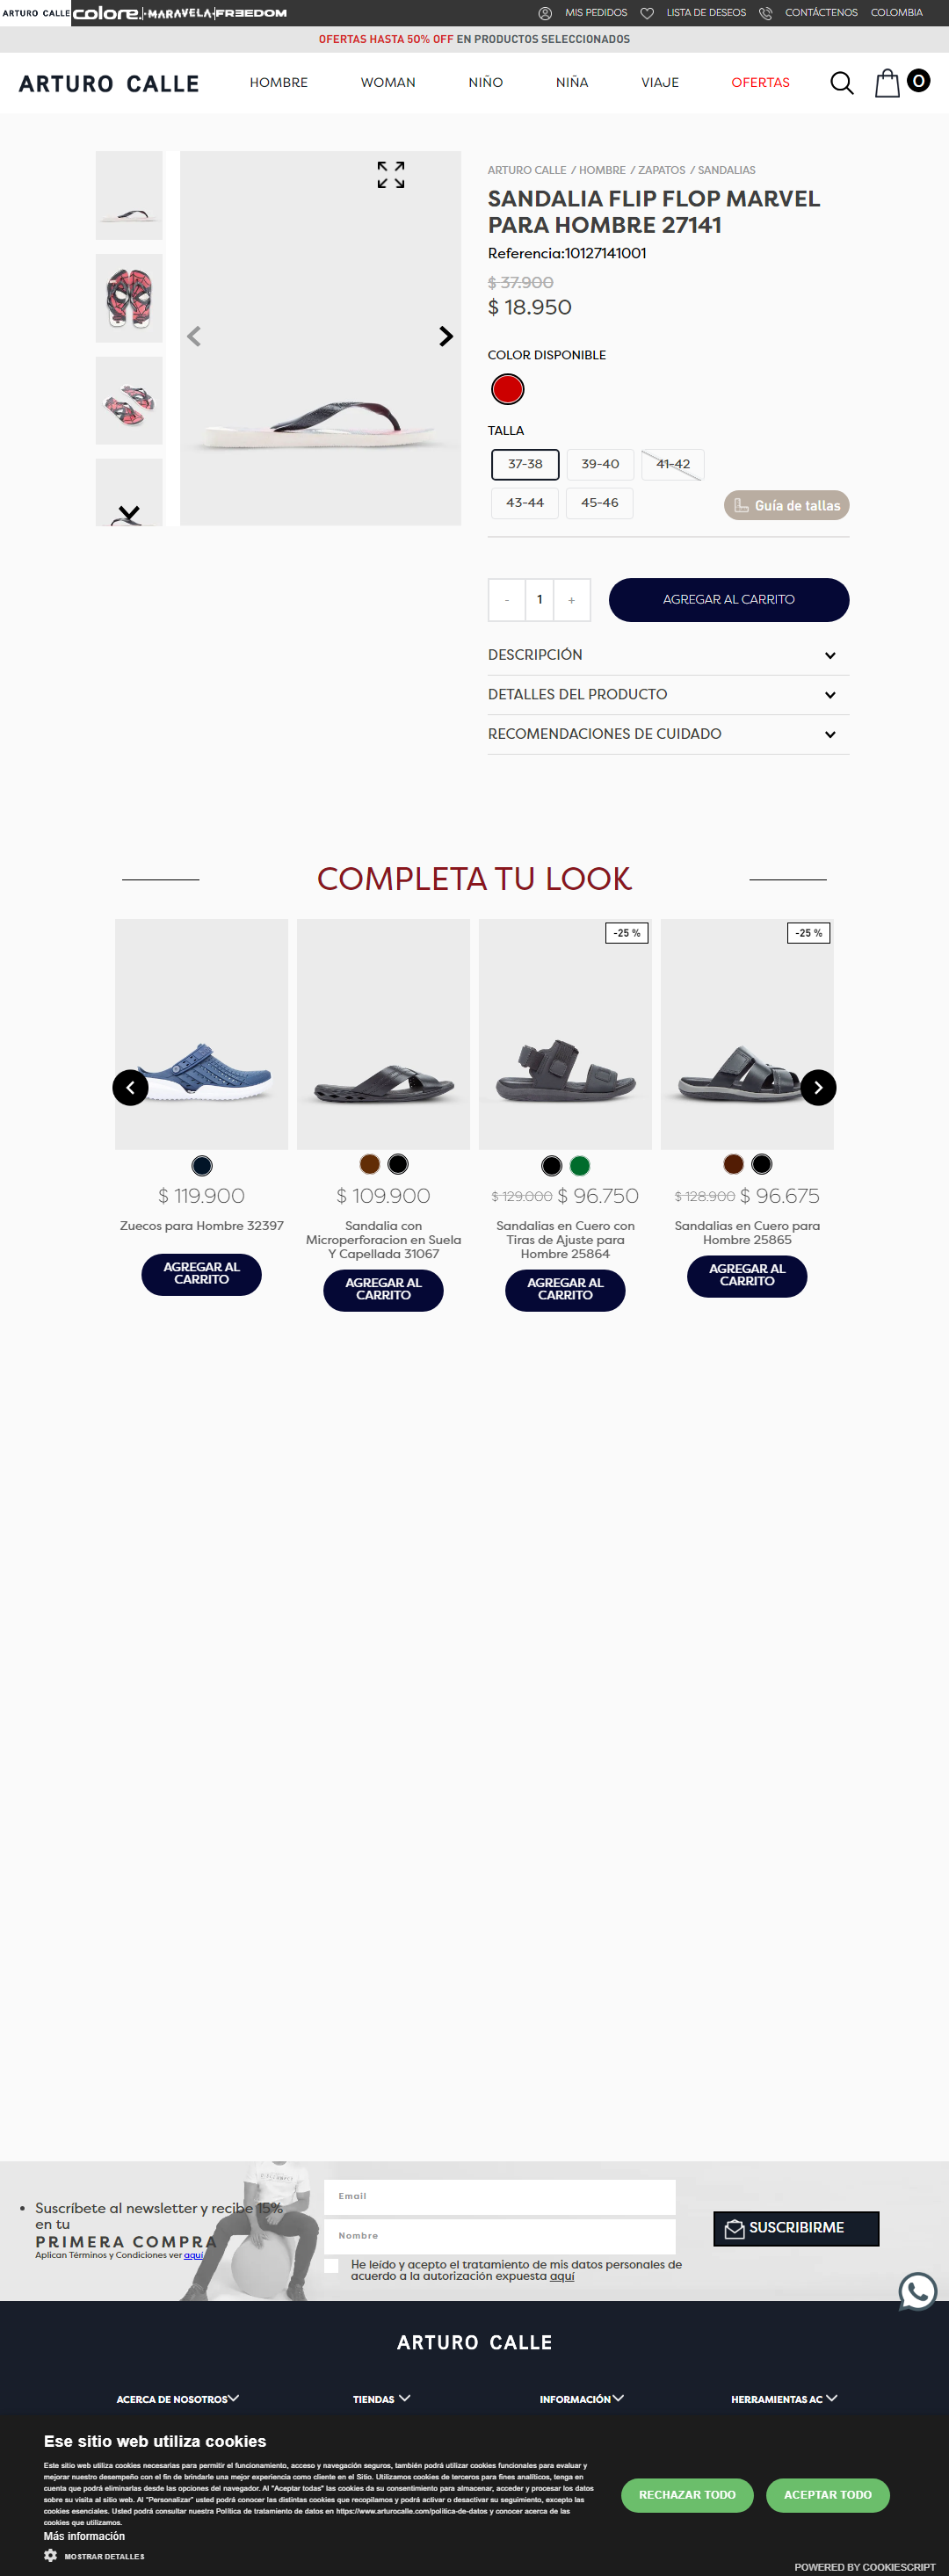 ARTURO CALLE
colore.
MARAVELA
FREEDOM
MIS PEDIDOS
LISTA DE DESEOS
CONTÁCTENOS
COLOMBIA
OFERTAS HASTA 50% OFF EN PRODUCTOS SELECCIONADOS
ARTURO CALLE
HOMBRE
WOMAN
NIÑO
NIÑA
VIAJE
OFERTAS
0
ARTURO CALLE / HOMBRE / ZAPATOS / SANDALIAS
SANDALIA FLIP FLOP MARVEL
PARA HOMBRE 27141
Referencia:10127141001
$ 37.900
$ 18.950
COLOR DISPONIBLE
TALLA
37-38
39-40
41-42
43-44
45-46
Guía de tallas
- 1 +
AGREGAR AL CARRITO
DESCRIPCIÓN
DETALLES DEL PRODUCTO
RECOMENDACIONES DE CUIDADO
COMPLETA TU LOOK
-25 %
-25 %
$ 119.900
Zuecos para Hombre 32397
AGREGAR AL
CARRITO
$ 109.900
Sandalia con
Microperforacion en Suela
Y Capellada 31067
AGREGAR AL
CARRITO
$ 129.000 $ 96.750
Sandalias en Cuero con
Tiras de Ajuste para
Hombre 25864
AGREGAR AL
CARRITO
$ 128.900 $ 96.675
Sandalias en Cuero para
Hombre 25865
AGREGAR AL
CARRITO
• Suscríbete al newsletter y recibe 15%
en tu
PRIMERA COMPRA
Aplican Términos y Condiciones ver aquí
Email
Nombre
He leído y acepto el tratamiento de mis datos personales de
acuerdo a la autorización expuesta aquí
SUSCRIBIRME
ARTURO CALLE
ACERCA DE NOSOTROS
TIENDAS
INFORMACIÓN
HERRAMIENTAS AC
Ese sitio web utiliza cookies
Este sitio web utiliza cookies necesarias para permitir el funcionamiento, acceso y navegación seguros, también podrá utilizar cookies funcionales para evaluar y
mejorar nuestro desempeño con el fin de brindarle una mejor experiencia como cliente en el Sitio. Utilizamos cookies de terceros para fines analíticos, tenga en
cuenta que podrá eliminarlas desde las opciones del navegador. Al "Aceptar todas" las cookies da su consentimiento para almacenar, acceder y procesar los datos
sobre su visita al sitio web. Al "Personalizar" usted podrá conocer las distintas cookies que recopilamos y podrá activar o desactivar su seguimiento, excepto las
cookies esenciales. Usted podrá consultar nuestra Política de tratamiento de datos en https://www.arturocalle.com/politica-de-datos y conocer acerca de las
cookies que utilizamos.
Más información
MOSTRAR DETALLES
RECHAZAR TODO
ACEPTAR TODO
POWERED BY COOKIESCRIPT